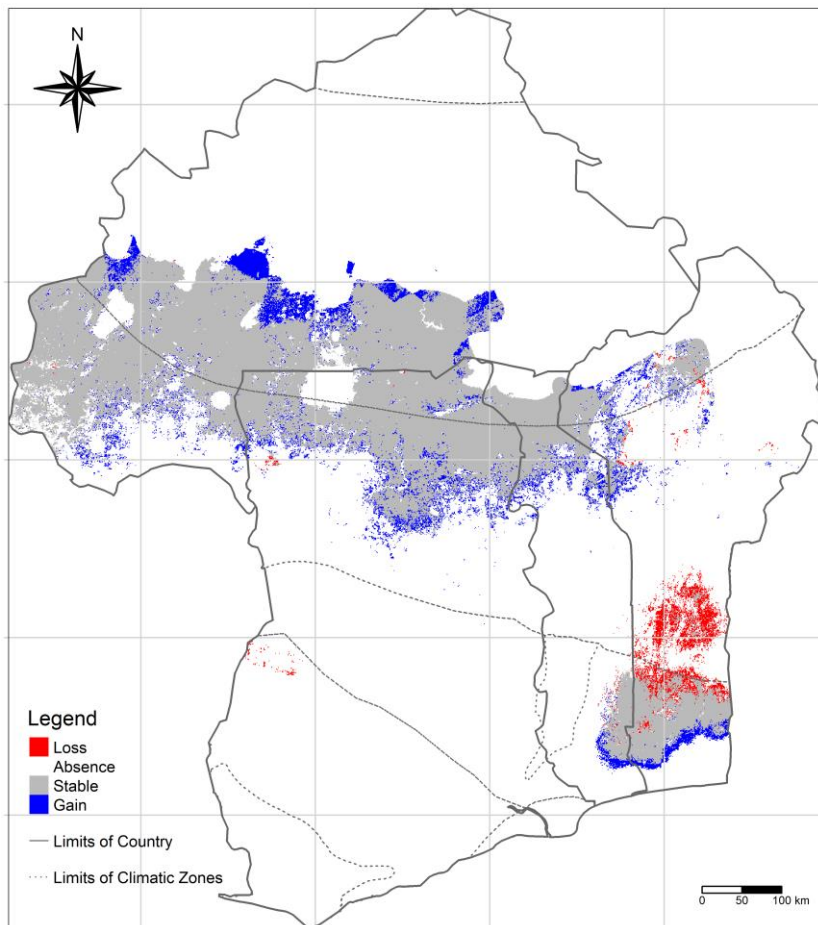 N
Legend
Loss
Absence
Stable
Gain
Limits of Country
Limits of Climatic Zones
0 50 100 km